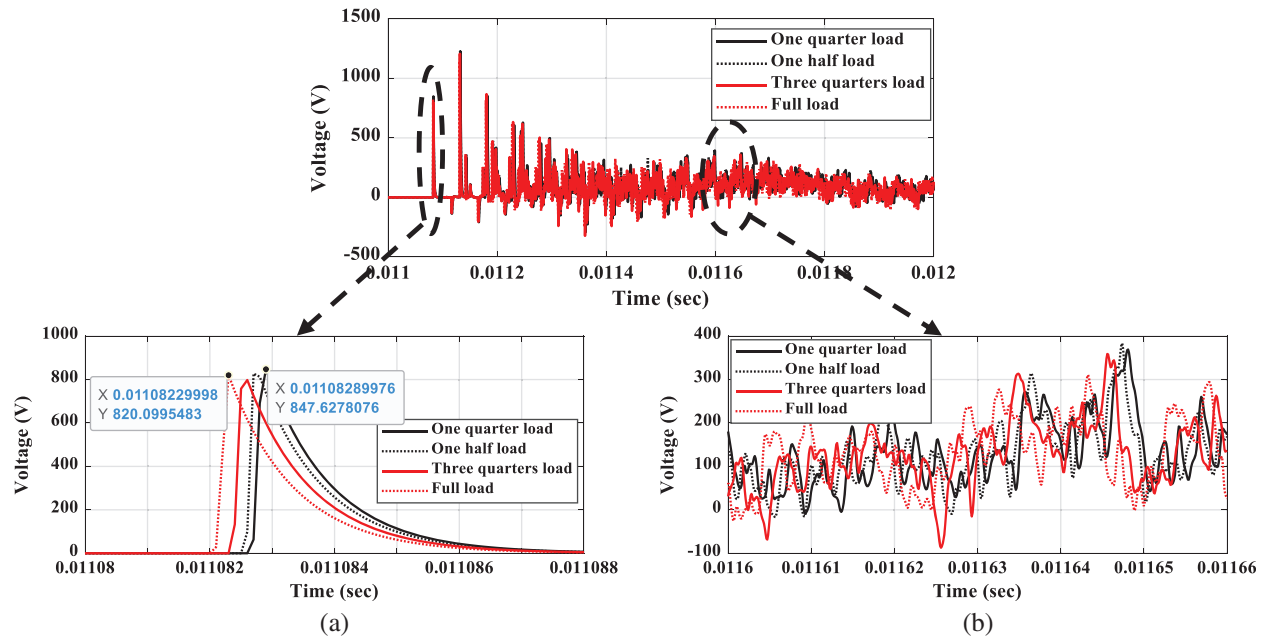 1500
1000
500
0
-500
Voltage (V)
One quarter load
One half load
Three quarters load
Full load
0.011 0.0112 0.0114 0.0116 0.0118 0.012
Time (sec)
1000
800
600
400
200
0
Voltage (V)
X 0.01108229998
Y 820.0995483
X 0.01108289976
Y 847.6278076
One quarter load
One half load
Three quarters load
Full load
0.01108 0.011082 0.011084 0.011086 0.011088
Time (sec)
(a)
400
300
200
100
0
-100
Voltage (V)
One quarter load
One half load
Three quarters load
Full load
0.0116 0.01161 0.01162 0.01163 0.01164 0.01165 0.01166
Time (sec)
(b)